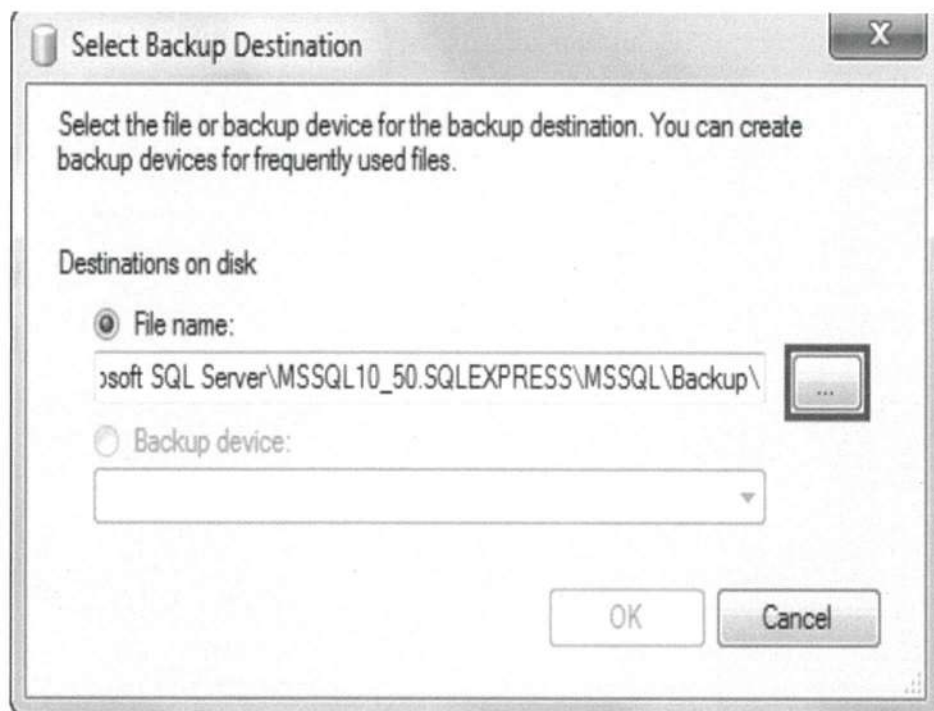 Select Backup Destination
X
Select the file or backup device for the backup destination. You can create
backup devices for frequently used files.
Destinations on disk
File name:
osoft SQL Server\MSSQL10_50.SQLEXPRESS\MSSQL\Backup\
...
Backup device:
OK
Cancel